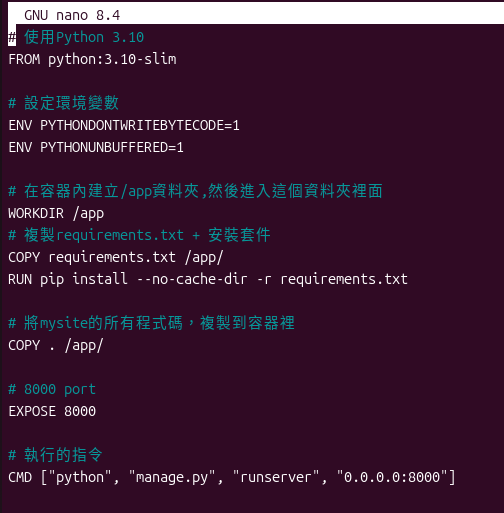 GNU nano 8.4
# 使用Python 3.10
FROM python:3.10-slim
# 設定環境變數
ENV PYTHONDONTWRITEBYTECODE=1
ENV PYTHONUNBUFFERED=1
# 在容器內建立/app資料夾,然後進入這個資料夾裡面
WORKDIR /app
# 複製requirements.txt + 安裝套件
COPY requirements.txt /app/
RUN pip install --no-cache-dir -r requirements.txt
# 將mysite的所有程式碼，複製到容器裡
COPY . /app/
# 8000 port
EXPOSE 8000
# 執行的指令
CMD ["python", "manage.py", "runserver", "0.0.0.0:8000"]